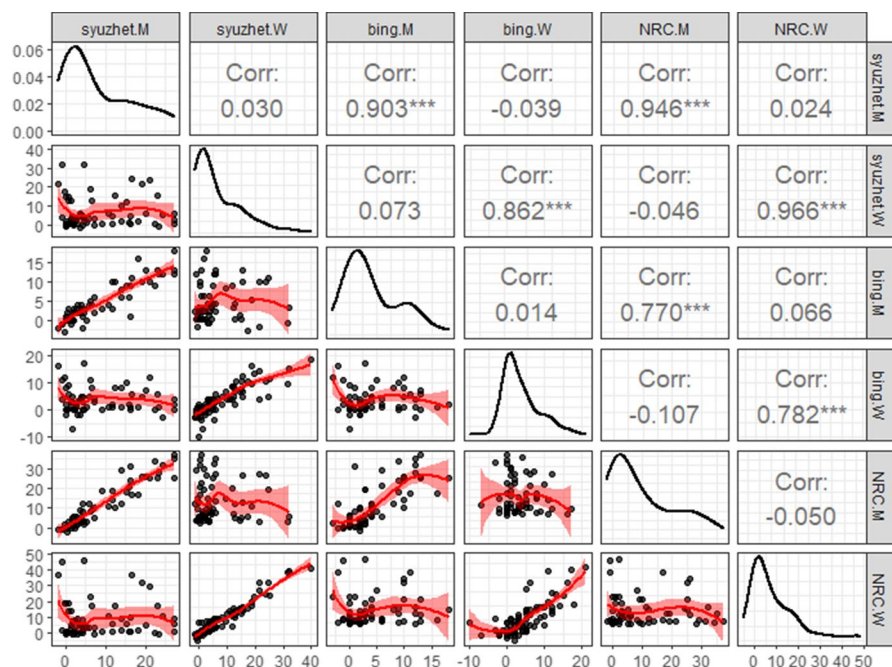 syuzhet.M syuzhet.W bing.M bing.W NRC.M NRC.W
0.06
0.04
0.02
0.00
Corr:
0.030
Corr:
0.903***
Corr:
-0.039
Corr:
0.946***
Corr:
0.024
syuzhet.M
40
30
20
10
0
Corr:
0.073
Corr:
0.862***
Corr:
-0.046
Corr:
0.966***
syuzhet.W
15
10
5
0
Corr:
0.014
Corr:
0.770***
Corr:
0.066
bing.M
20
10
0
-10
Corr:
-0.107
Corr:
0.782***
bing.W
30
20
10
0
Corr:
-0.050
NRC.M
50
40
30
20
10
0
NRC.W
0 10 20 0 10 20 30 40 0 5 10 15 -10 0 10 20 0 10 20 30 0 10 20 30 40 50